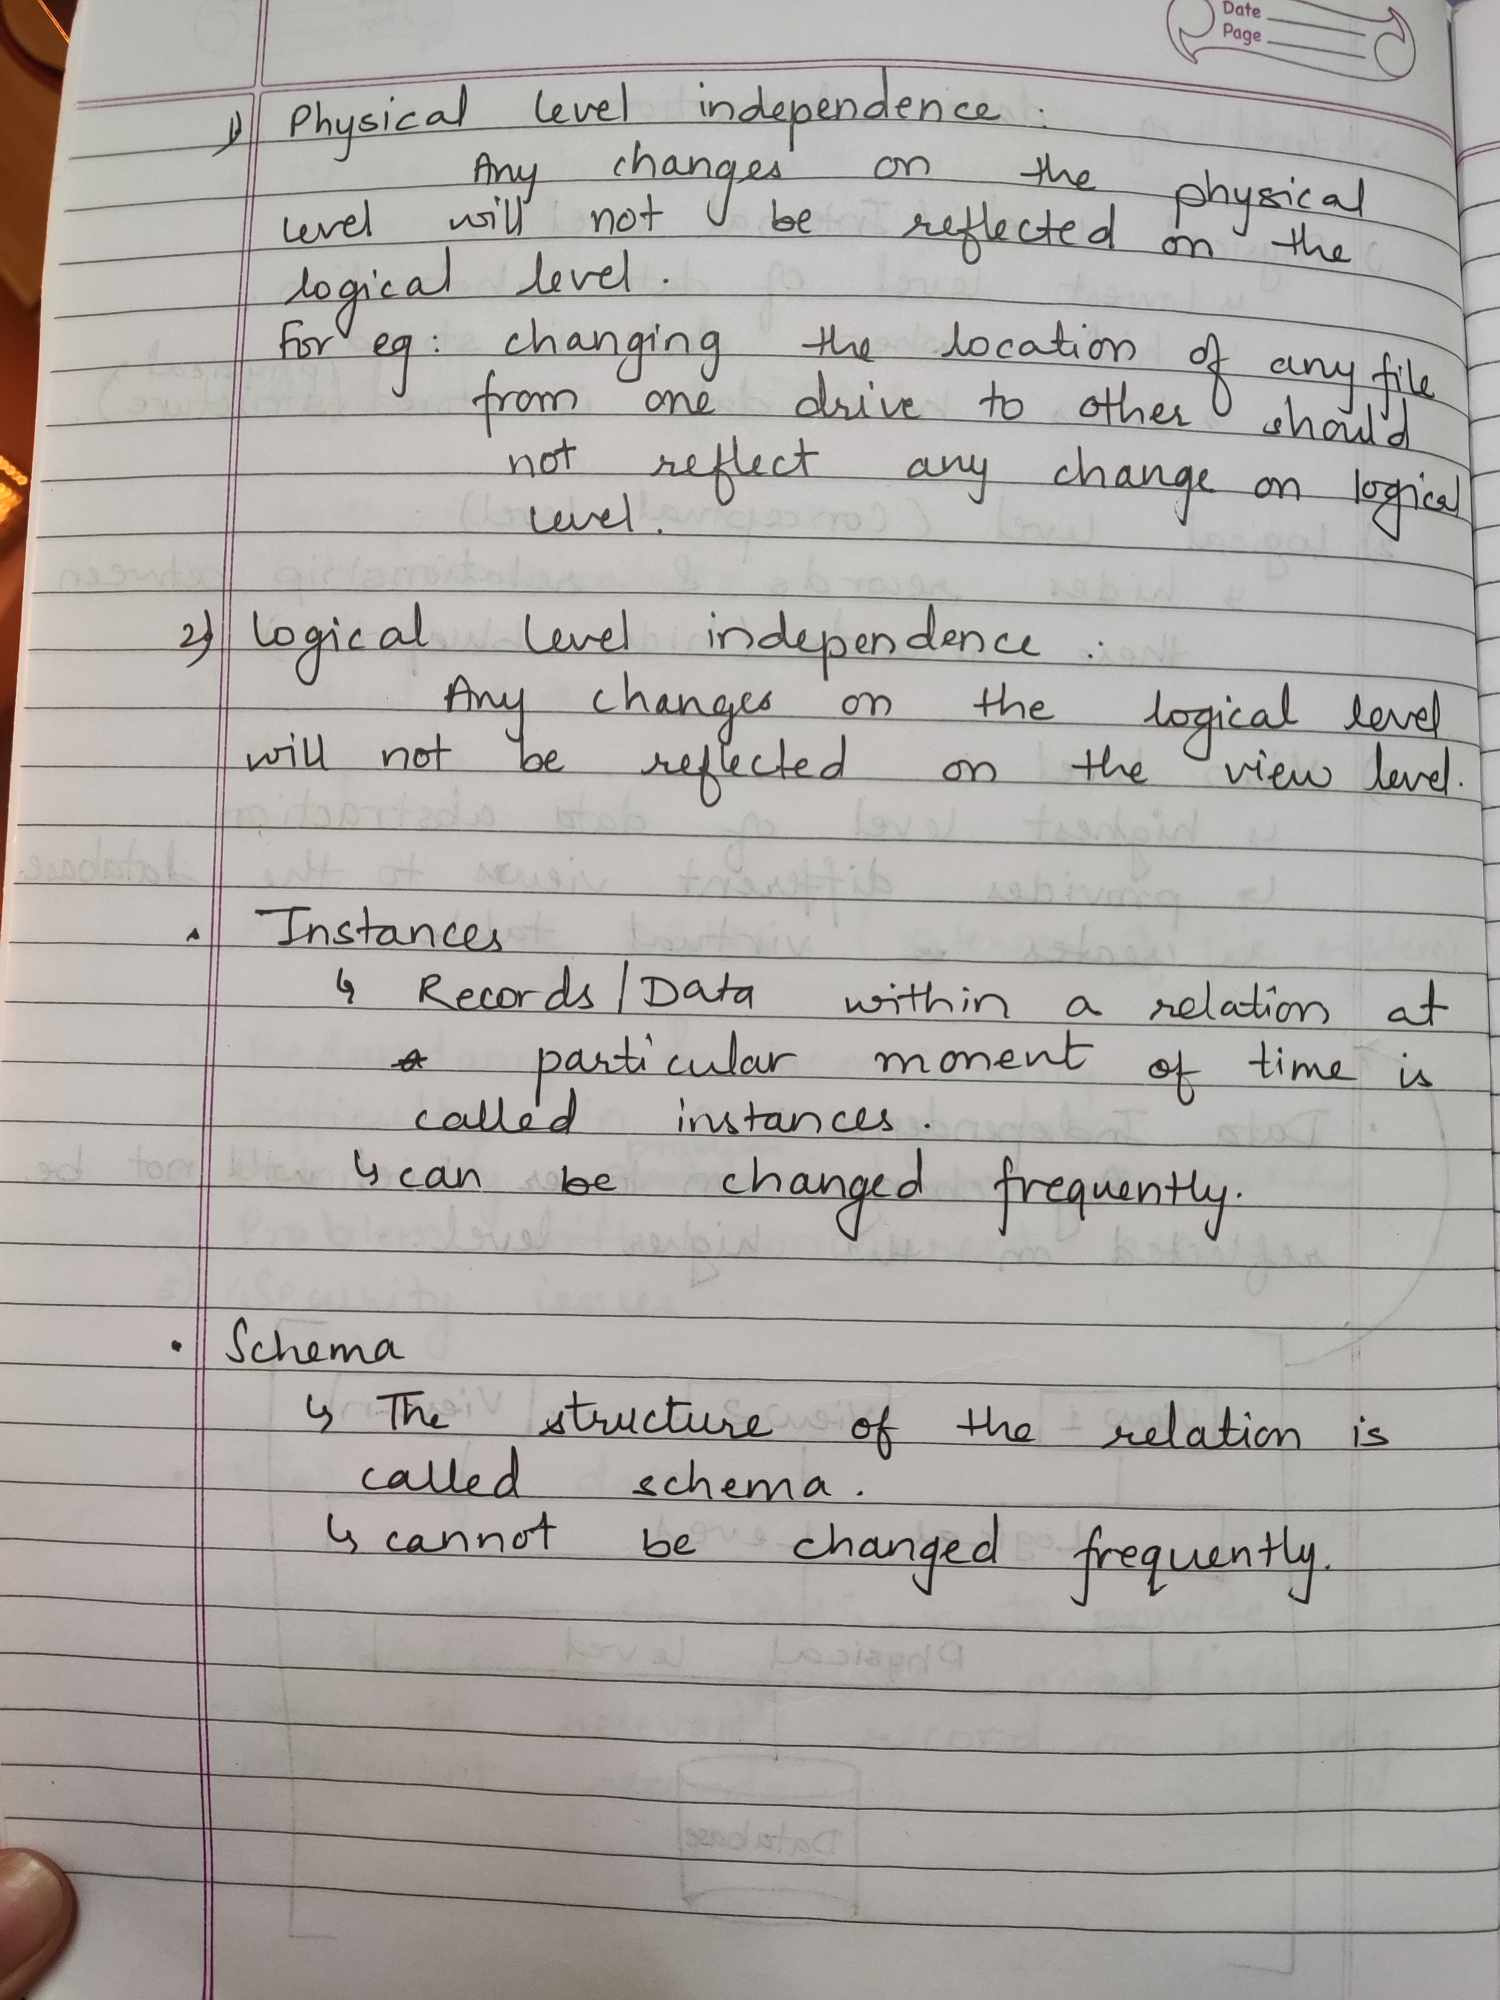 Date
Page
1) Physical level independence :
Any changes on the physical
level will not be reflected on the
logical level.
For eg: changing the location of any file
from one drive to other should
not reflect any change on logical
level.
2) Logical level independence :
Any changes on the logical level
will not be reflected on the view level.
• Instances
↳ Records/Data within a relation at
a particular moment of time is
called instances.
↳ can be changed frequently.
• Schema
↳ The structure of the relation is
called schema.
↳ cannot be changed frequently.